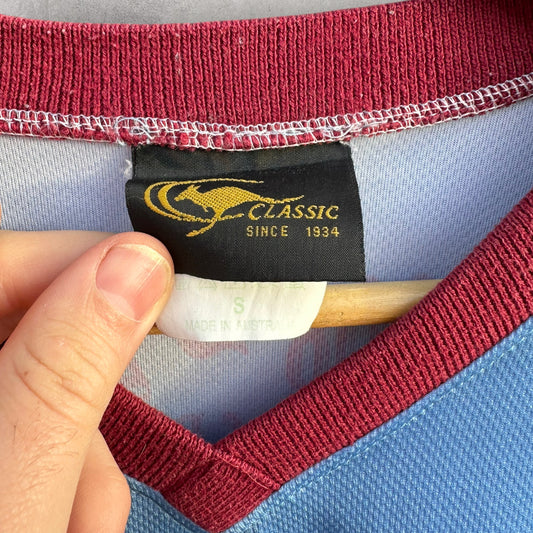 CLASSIC
SINCE 1934
S
MADE IN AUSTRALIA